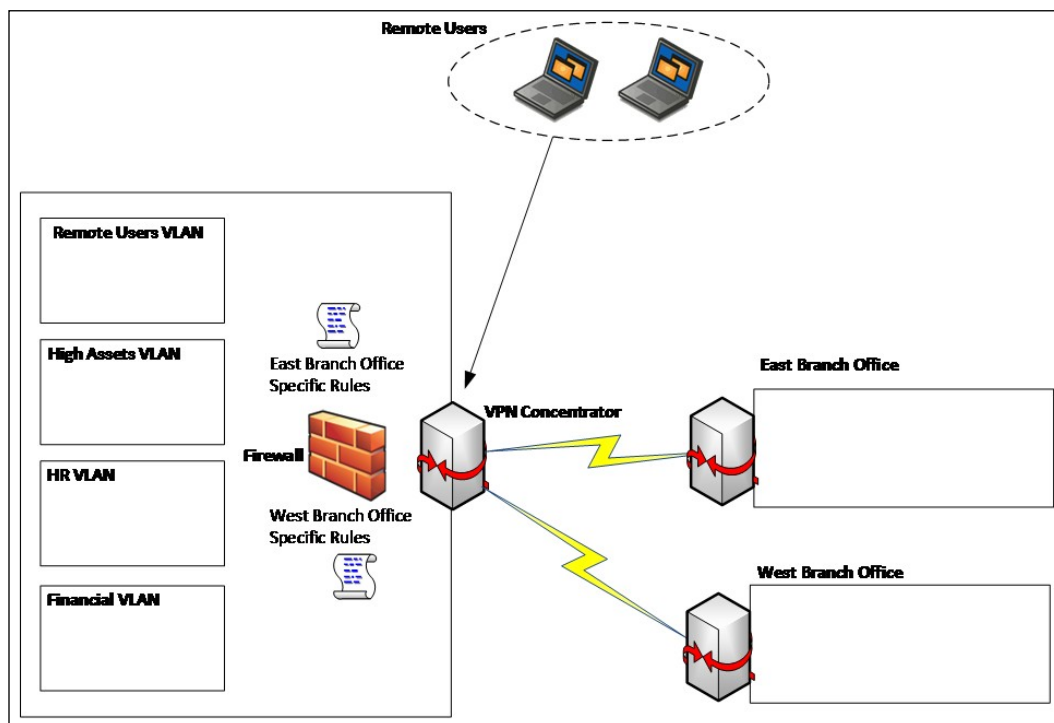 Remote Users
Remote Users VLAN
High Assets VLAN
HR VLAN
Financial VLAN
East Branch Office
Specific Rules
Firewall
West Branch Office
Specific Rules
VPN Concentrator
East Branch Office
West Branch Office